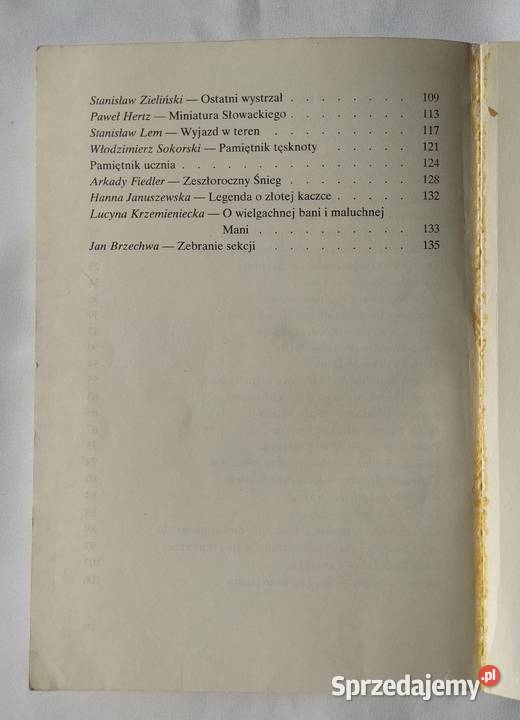 Stanisław Zieliński — Ostatni wystrzał . . . . . . . . 109
Paweł Hertz — Miniatura Słowackiego . . . . . . . . 113
Stanisław Lem — Wyjazd w teren . . . . . . . . . 117
Włodzimierz Sokorski — Pamiętnik tęsknoty . . . . . . 121
Pamiętnik ucznia . . . . . . . . . . . . . 124
Arkady Fiedler — Zeszłoroczny Śnieg . . . . . . . . 128
Hanna Januszewska — Legenda o złotej kaczce . . . . . 132
Lucyna Krzemieniecka — O wielgachnej bani i maluchnej
Mani . . . . . . . . . 133
Jan Brzechwa — Zebranie sekcji . . . . . . . . . 135
Sprzedajemy.pl